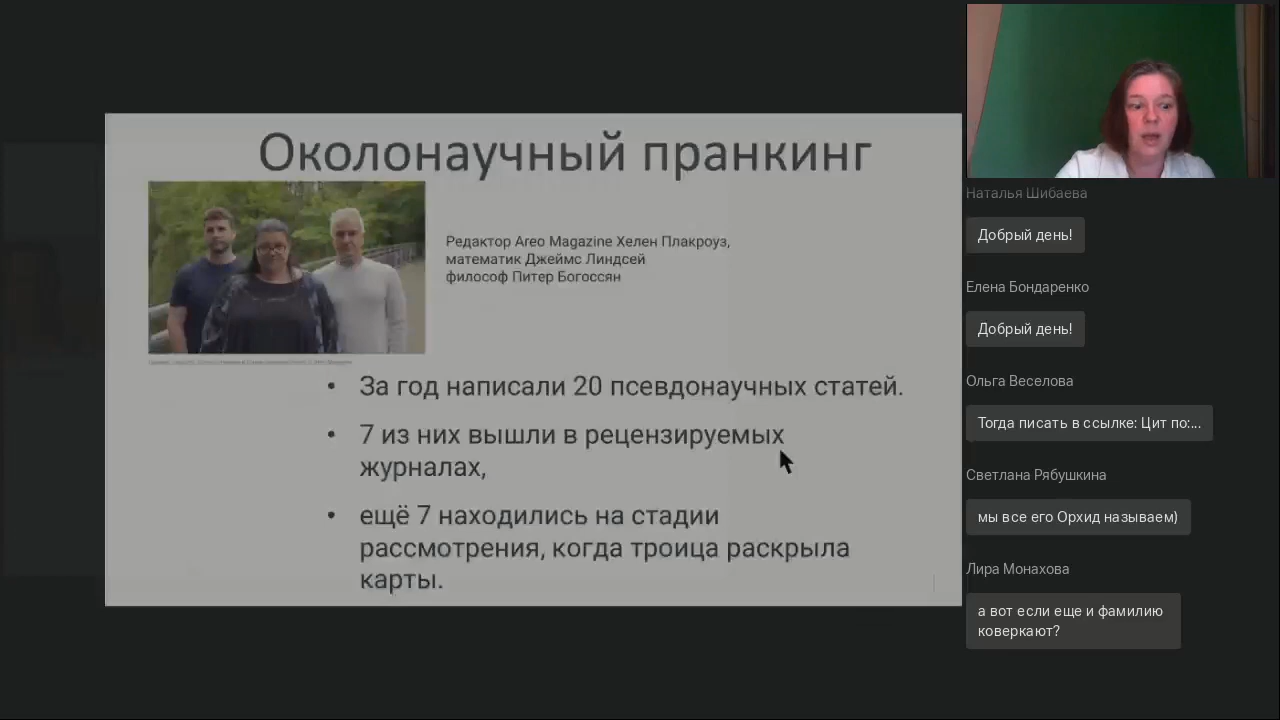 Околонаучный пранкинг
Редактор Areo Magazine Хелен Плакроуз,
математик Джеймс Линдсей
философ Питер Богоссян
• За год написали 20 псевдонаучных статей.
• 7 из них вышли в рецензируемых
журналах,
• ещё 7 находились на стадии
рассмотрения, когда троица раскрыла
карты.
Наталья Шибаева
Добрый день!
Елена Бондаренко
Добрый день!
Ольга Веселова
Тогда писать в ссылке: Цит по:...
Светлана Рябушкина
мы все его Орхид называем)
Лира Монахова
а вот если еще и фамилию
коверкают?